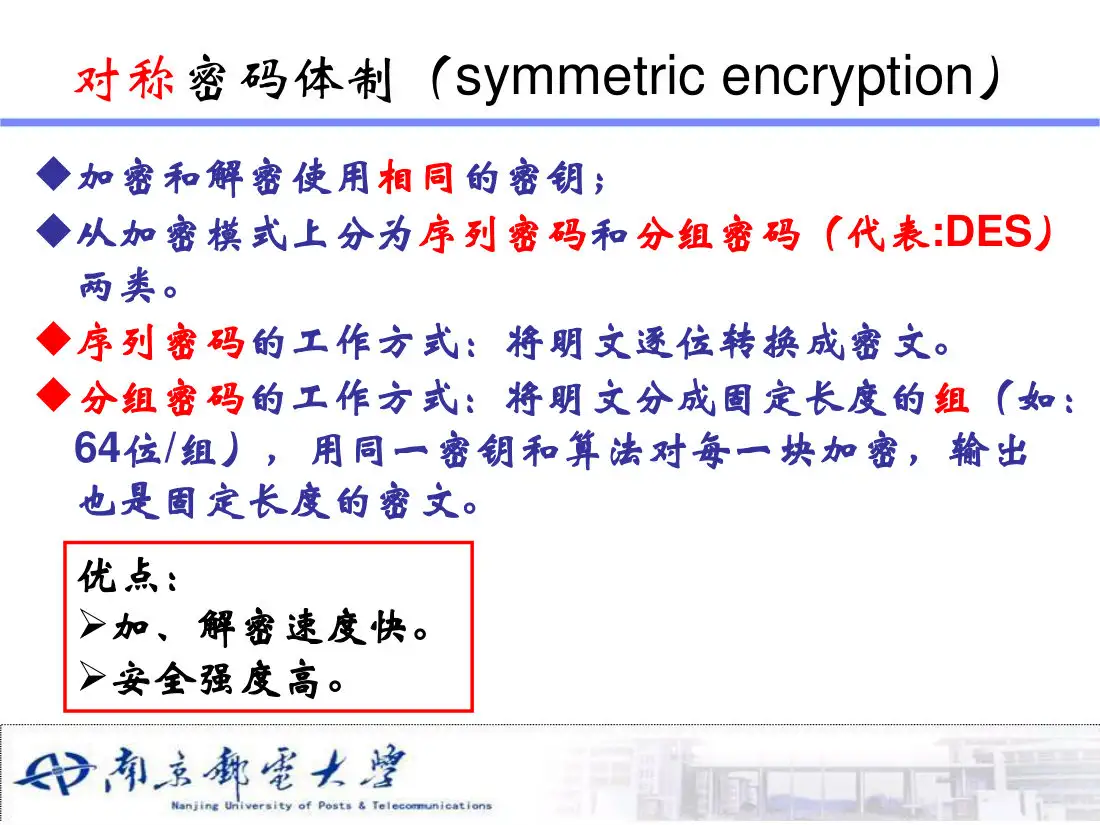 对称密码体制（symmetric encryption）
◆加密和解密使用相同的密钥；
◆从加密模式上分为序列密码和分组密码（代表:DES）
两类。
◆序列密码的工作方式：将明文逐位转换成密文。
◆分组密码的工作方式：将明文分成固定长度的组（如：
64位/组），用同一密钥和算法对每一块加密，输出
也是固定长度的密文。
优点：
➢加、解密速度快。
➢安全强度高。
南京郵電大學
Nanjing University of Posts & Telecommunications